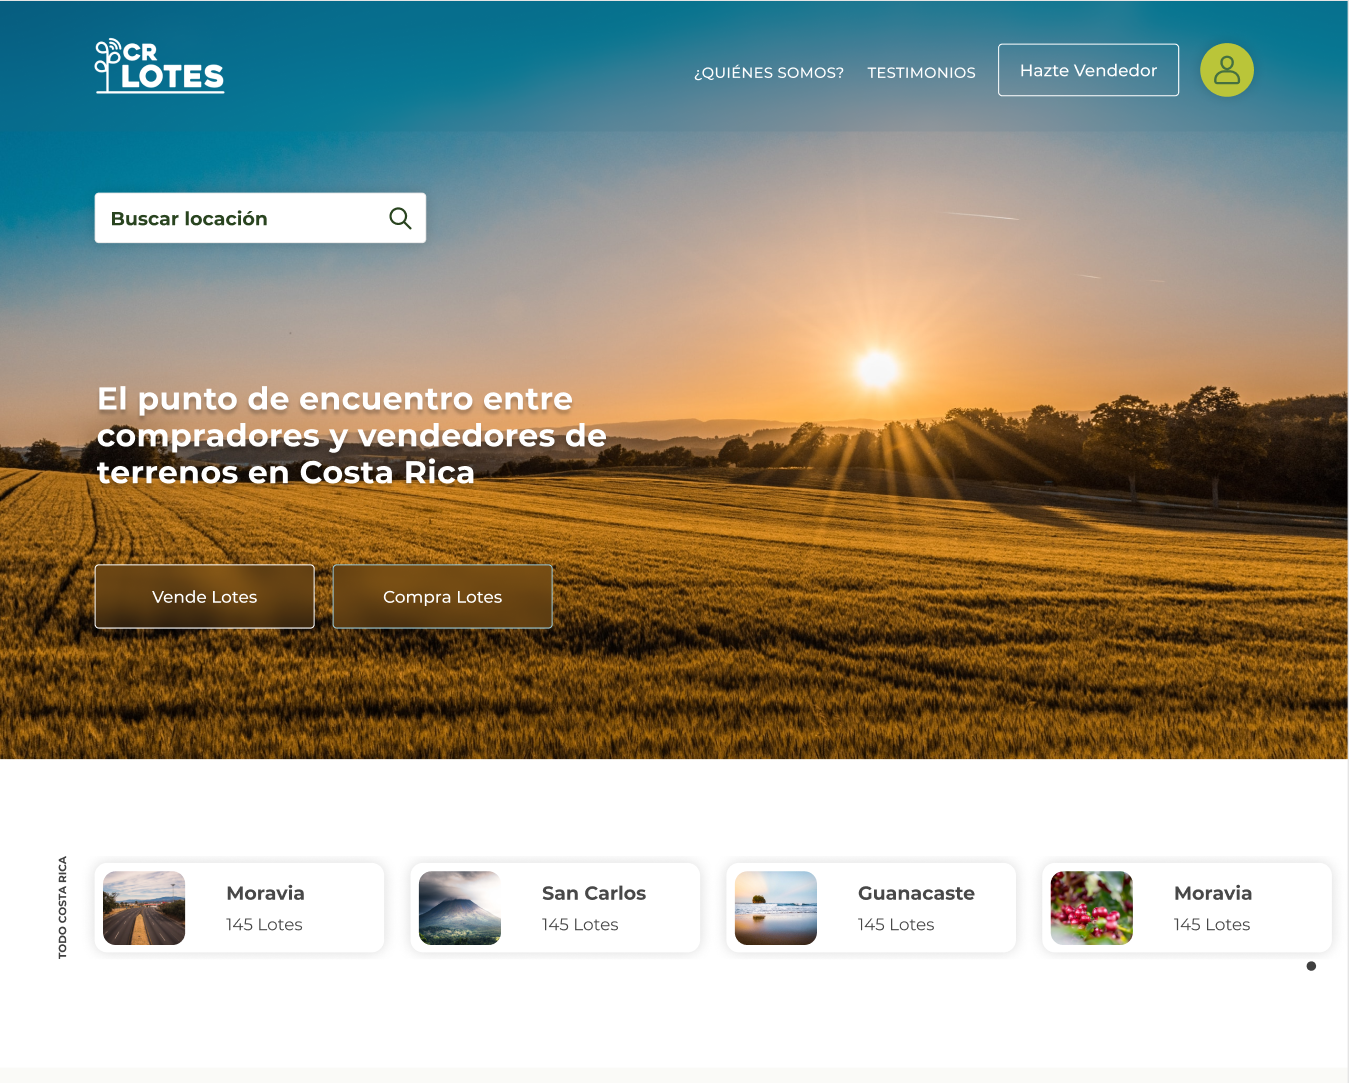 CR
LOTES
¿QUIÉNES SOMOS?
TESTIMONIOS
Hazte Vendedor
Buscar locación
El punto de encuentro entre
compradores y vendedores de
terrenos en Costa Rica
Vende Lotes
Compra Lotes
TODO COSTA RICA
Moravia
145 Lotes
San Carlos
145 Lotes
Guanacaste
145 Lotes
Moravia
145 Lotes